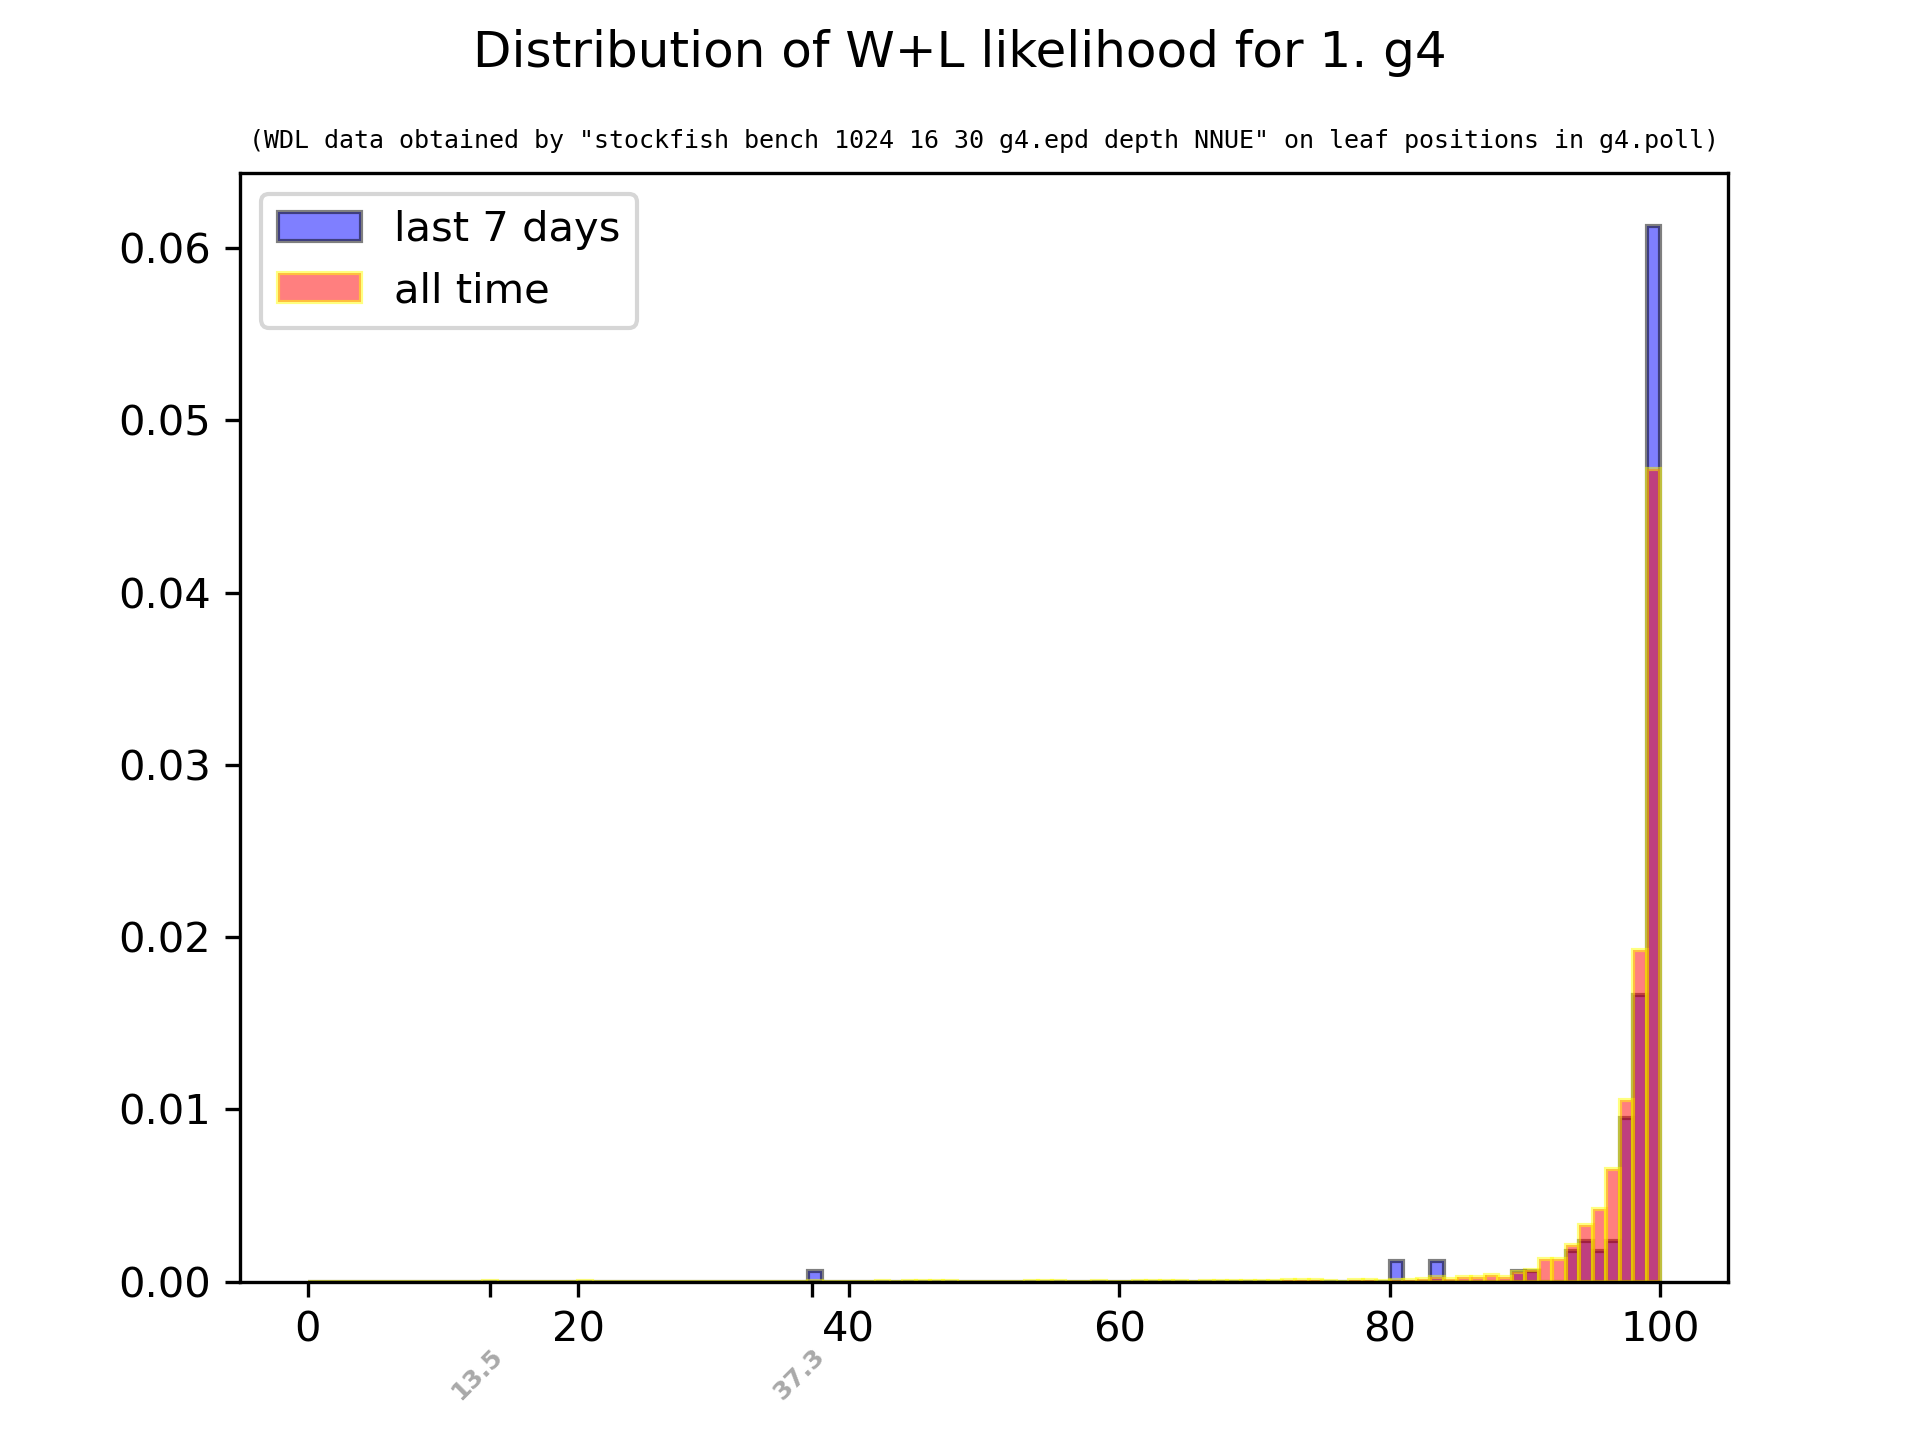 Distribution of W+L likelihood for 1. g4
(WDL data obtained by "stockfish bench 1024 16 30 g4.epd depth NNUE" on leaf positions in g4.poll)
last 7 days
all time
0.06
0.05
0.04
0.03
0.02
0.01
0.00
0 20 40 60 80 100
13.5 37.3